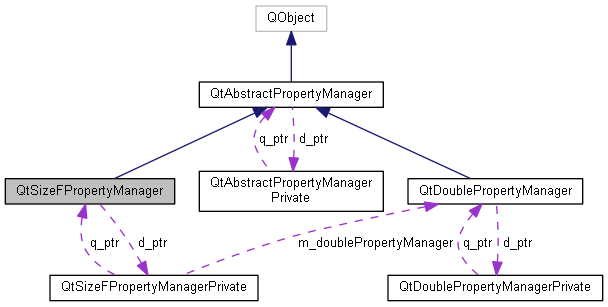 QObject
QtAbstractPropertyManager
q_ptr
d_ptr
QtSizeFPropertyManager
QtAbstractPropertyManager
Private
QtDoublePropertyManager
q_ptr
d_ptr
m_doublePropertyManager
q_ptr
d_ptr
QtSizeFPropertyManagerPrivate
QtDoublePropertyManagerPrivate